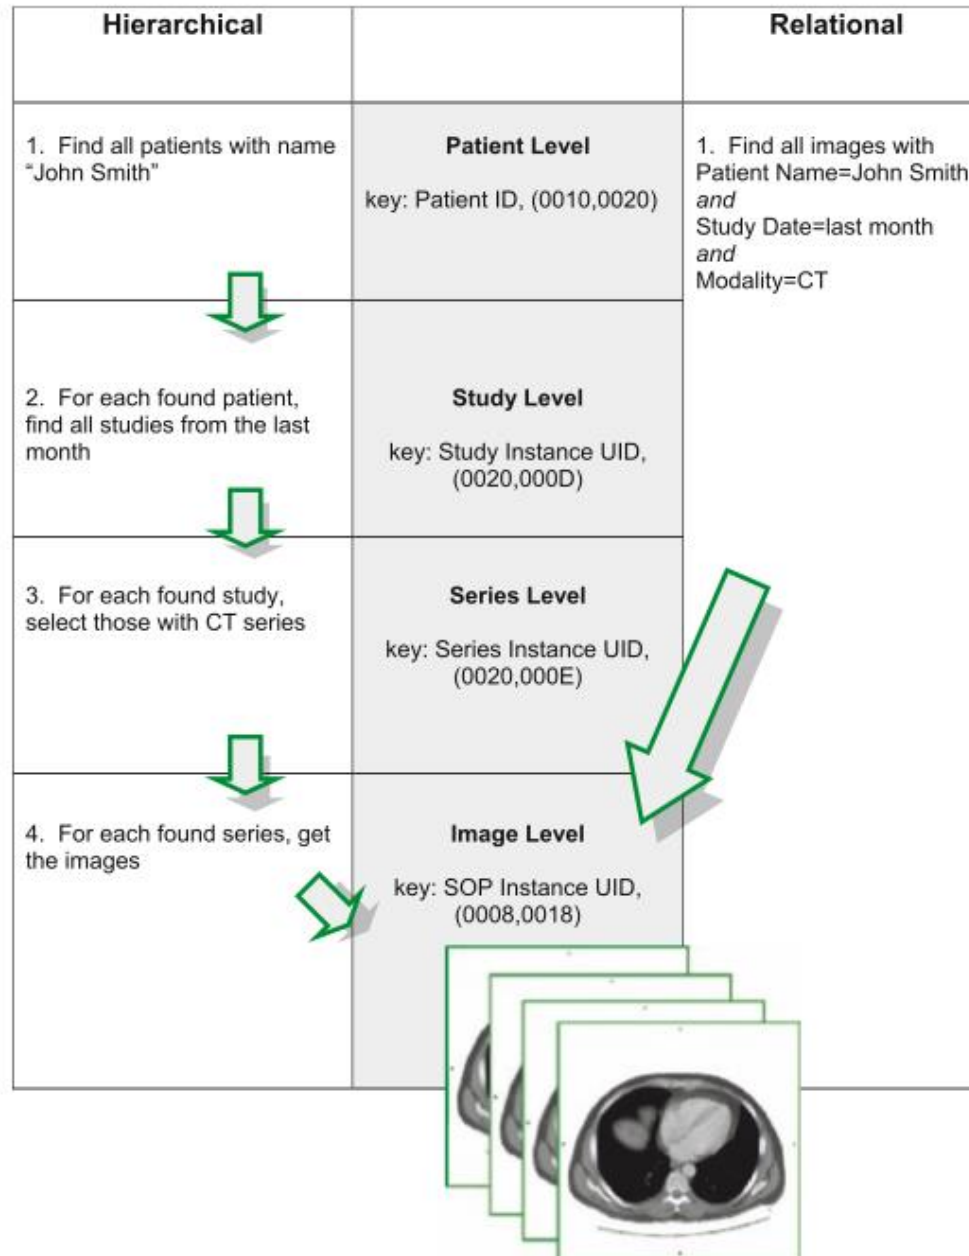 Hierarchical
Relational
1. Find all patients with name
“John Smith”
Patient Level
key: Patient ID, (0010,0020)
1. Find all images with
Patient Name=John Smith
and
Study Date=last month
and
Modality=CT
2. For each found patient,
find all studies from the last
month
Study Level
key: Study Instance UID,
(0020,000D)
3. For each found study,
select those with CT series
Series Level
key: Series Instance UID,
(0020,000E)
4. For each found series, get
the images
Image Level
key: SOP Instance UID,
(0008,0018)